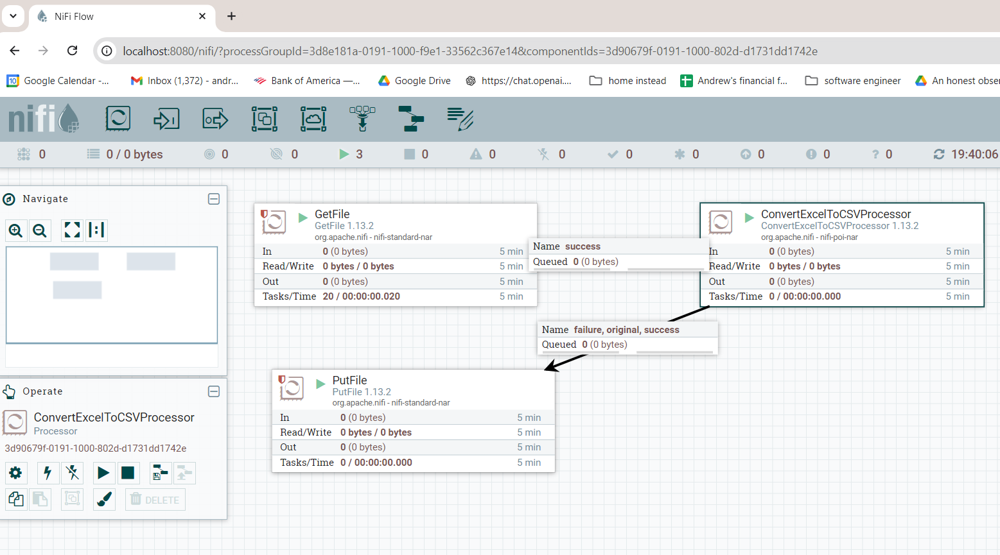 NiFi Flow
localhost:8080/nifi/?processGroupId=3d8e181a-0191-1000-f9e1-33562c367e14&componentIds=3d90679f-0191-1000-802d-d1731dd1742e
10 Google Calendar -... Inbox (1,372) - andr... Bank of America —... Google Drive https://chat.openai.... home instead Andrew's financial f... software engineer An honest obser
nifi
0 0 / 0 bytes 0 0 3 0 0 0 0 0 0 0 ? 0 19:40:06
Navigate
Operate
ConvertExcelToCSVProcessor
Processor
3d90679f-0191-1000-802d-d1731dd1742e
DELETE
GetFile
GetFile 1.13.2
org.apache.nifi - nifi-standard-nar
In 0 (0 bytes) 5 min
Read/Write 0 bytes / 0 bytes 5 min
Out 0 (0 bytes) 5 min
Tasks/Time 20 / 00:00:00.020 5 min
Name success
Queued 0 (0 bytes)
ConvertExcelToCSVProcessor
ConvertExcelToCSVProcessor 1.13.2
org.apache.nifi - nifi-poi-nar
In 0 (0 bytes) 5 min
Read/Write 0 bytes / 0 bytes 5 min
Out 0 (0 bytes) 5 min
Tasks/Time 0 / 00:00:00.000 5 min
Name failure, original, success
Queued 0 (0 bytes)
PutFile
PutFile 1.13.2
org.apache.nifi - nifi-standard-nar
In 0 (0 bytes) 5 min
Read/Write 0 bytes / 0 bytes 5 min
Out 0 (0 bytes) 5 min
Tasks/Time 0 / 00:00:00.000 5 min